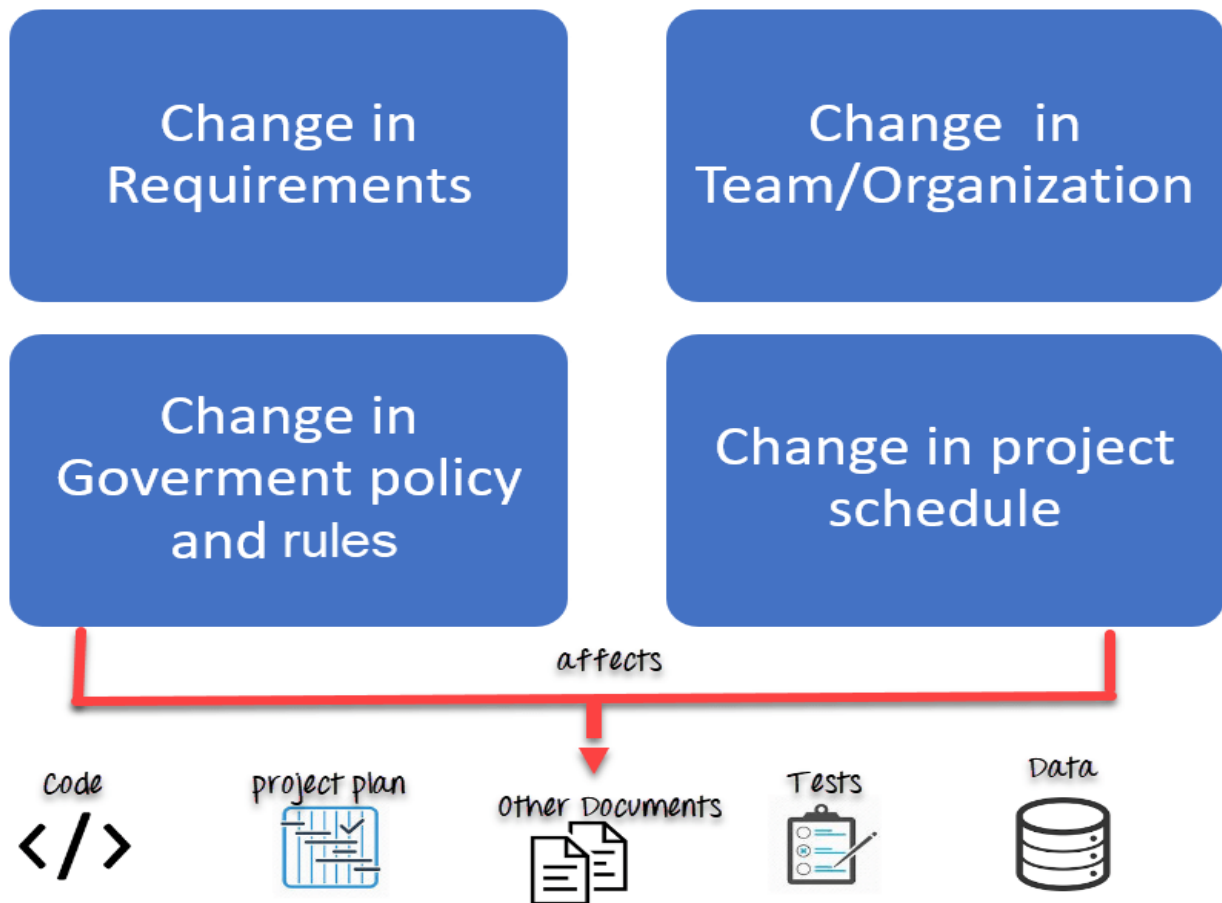 Change in
Requirements
Change in
Team/Organization
Change in
Goverment policy
and rules
Change in project
schedule
affects
Code
project plan
Other Documents
Tests
Data